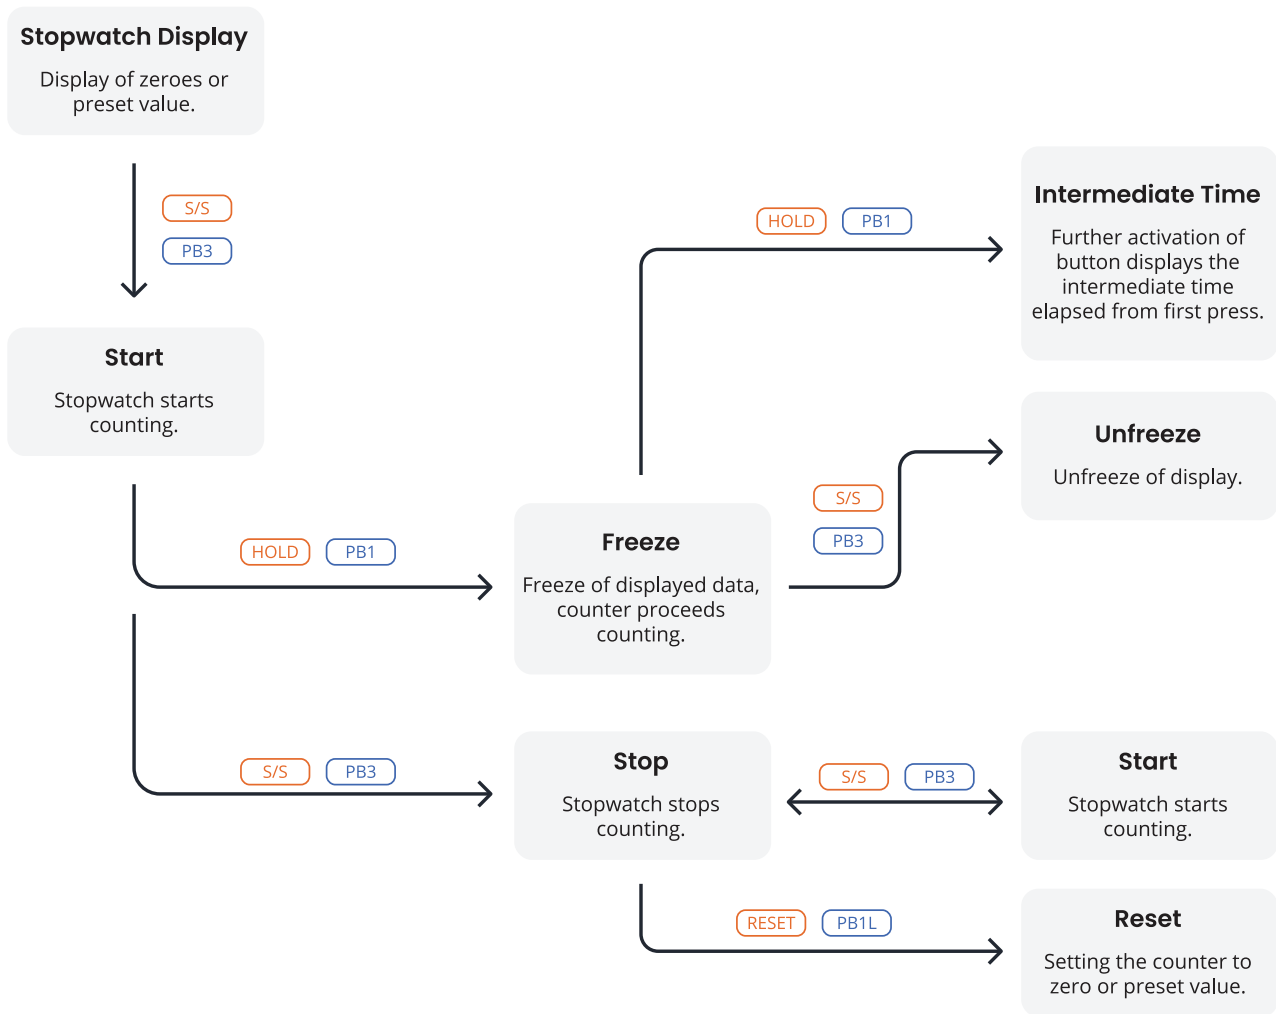 Stopwatch Display
Display of zeroes or
preset value.
S/S
PB3
Start
Stopwatch starts
counting.
HOLD PB1
Freeze
Freeze of displayed data,
counter proceeds
counting.
HOLD PB1
Intermediate Time
Further activation of
button displays the
intermediate time
elapsed from first press.
S/S
PB3
Unfreeze
Unfreeze of display.
S/S PB3
Stop
Stopwatch stops
counting.
S/S PB3
Start
Stopwatch starts
counting.
RESET PB1L
Reset
Setting the counter to
zero or preset value.